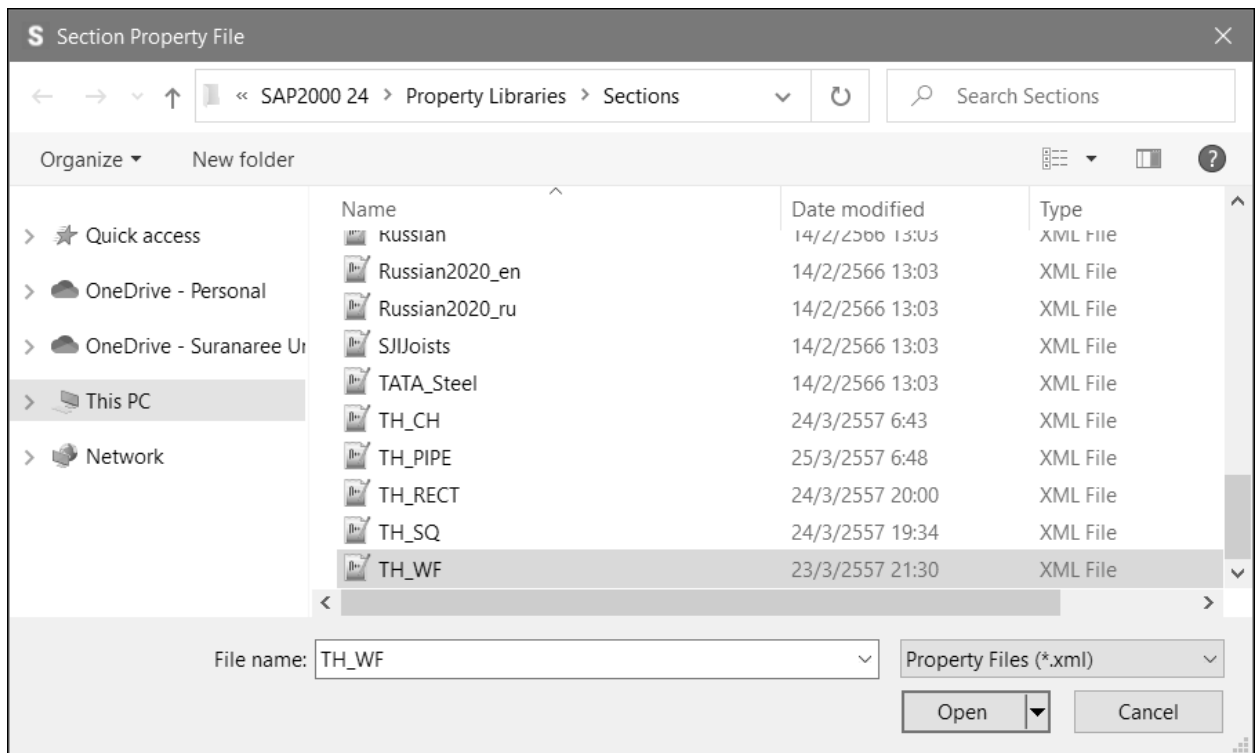 S Section Property File
« SAP2000 24 > Property Libraries > Sections
Search Sections
Organize
New folder
Name
Date modified
Type
Quick access
OneDrive - Personal
OneDrive - Suranaree Ur
This PC
Network
Russian 14/2/2566 13:03 XML File
Russian2020_en 14/2/2566 13:03 XML File
Russian2020_ru 14/2/2566 13:03 XML File
SJIJoists 14/2/2566 13:03 XML File
TATA_Steel 14/2/2566 13:03 XML File
TH_CH 24/3/2557 6:43 XML File
TH_PIPE 25/3/2557 6:48 XML File
TH_RECT 24/3/2557 20:00 XML File
TH_SQ 24/3/2557 19:34 XML File
TH_WF 23/3/2557 21:30 XML File
File name: TH_WF
Property Files (*.xml)
Open
Cancel